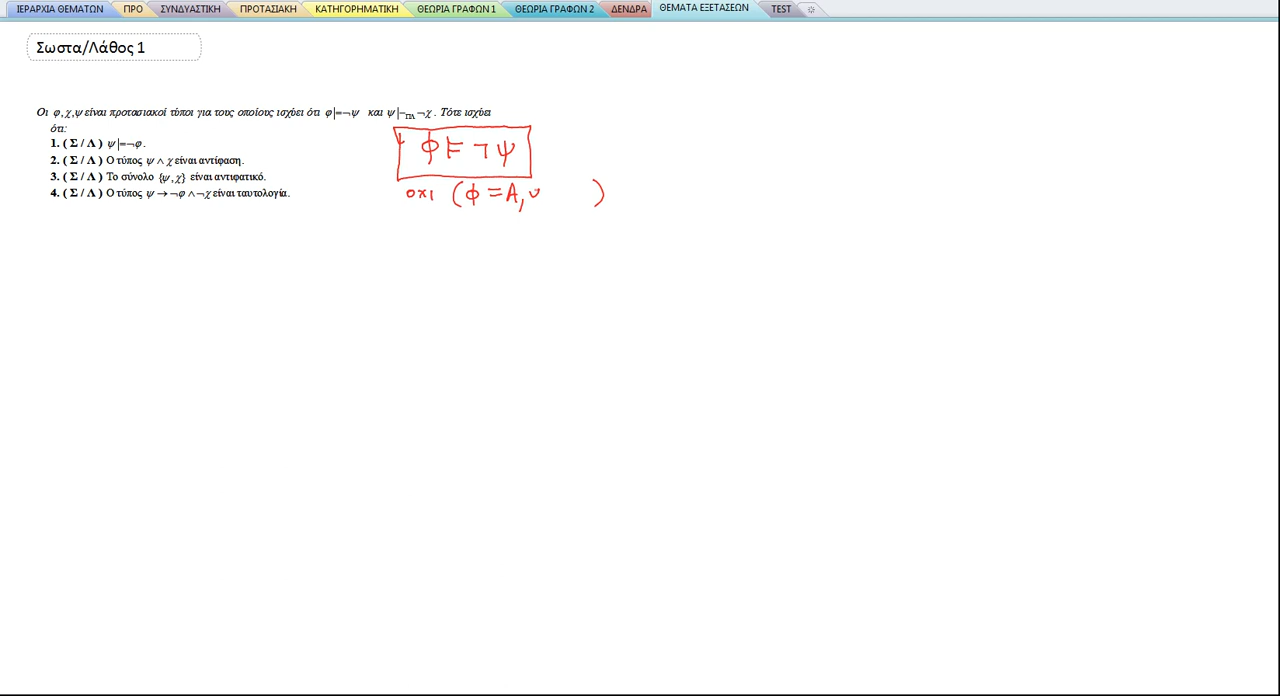 ΙΕΡΑΡΧΙΑ ΘΕΜΑΤΩΝ ΠΡΟ ΣΥΝΔΥΑΣΤΙΚΗ ΠΡΟΤΑΣΙΑΚΗ ΚΑΤΗΓΟΡΗΜΑΤΙΚΗ ΘΕΩΡΙΑ ΓΡΑΦΩΝ 1 ΘΕΩΡΙΑ ΓΡΑΦΩΝ 2 ΔΕΝΔΡΑ ΘΕΜΑΤΑ ΕΞΕΤΑΣΕΩΝ TEST
Σωστα/Λάθος 1
Οι φ,χ,ψ είναι προτασιακοί τύποι για τους οποίους ισχύει ότι φ|=¬ψ και ψ|−ΠΛ ¬χ. Τότε ισχύει
ότι:
1. ( Σ / Λ ) ψ|=¬φ.
2. ( Σ / Λ ) Ο τύπος ψ ∧ χ είναι αντίφαση.
3. ( Σ / Λ ) Το σύνολο {ψ,χ} είναι αντιφατικό.
4. ( Σ / Λ ) Ο τύπος ψ → ¬φ ∧ ¬χ είναι ταυτολογία.
φ ⊨ ¬ψ
οχι (φ = Α, υ )